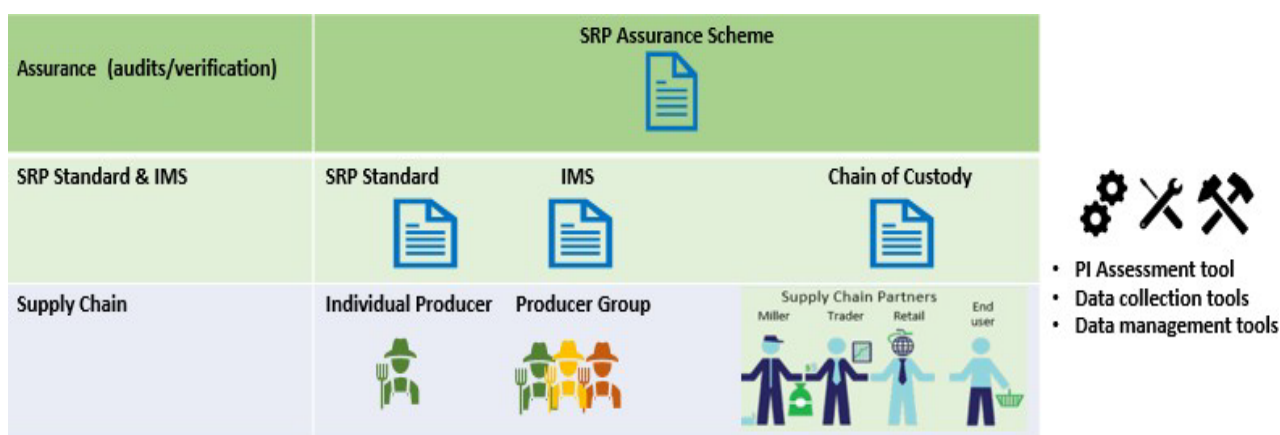 SRP Assurance Scheme
Assurance (audits/verification)
SRP Standard & IMS
SRP Standard
IMS
Chain of Custody
Supply Chain
Individual Producer
Producer Group
Supply Chain Partners
Miller
Trader
Retail
End
user
• PI Assessment tool
• Data collection tools
• Data management tools